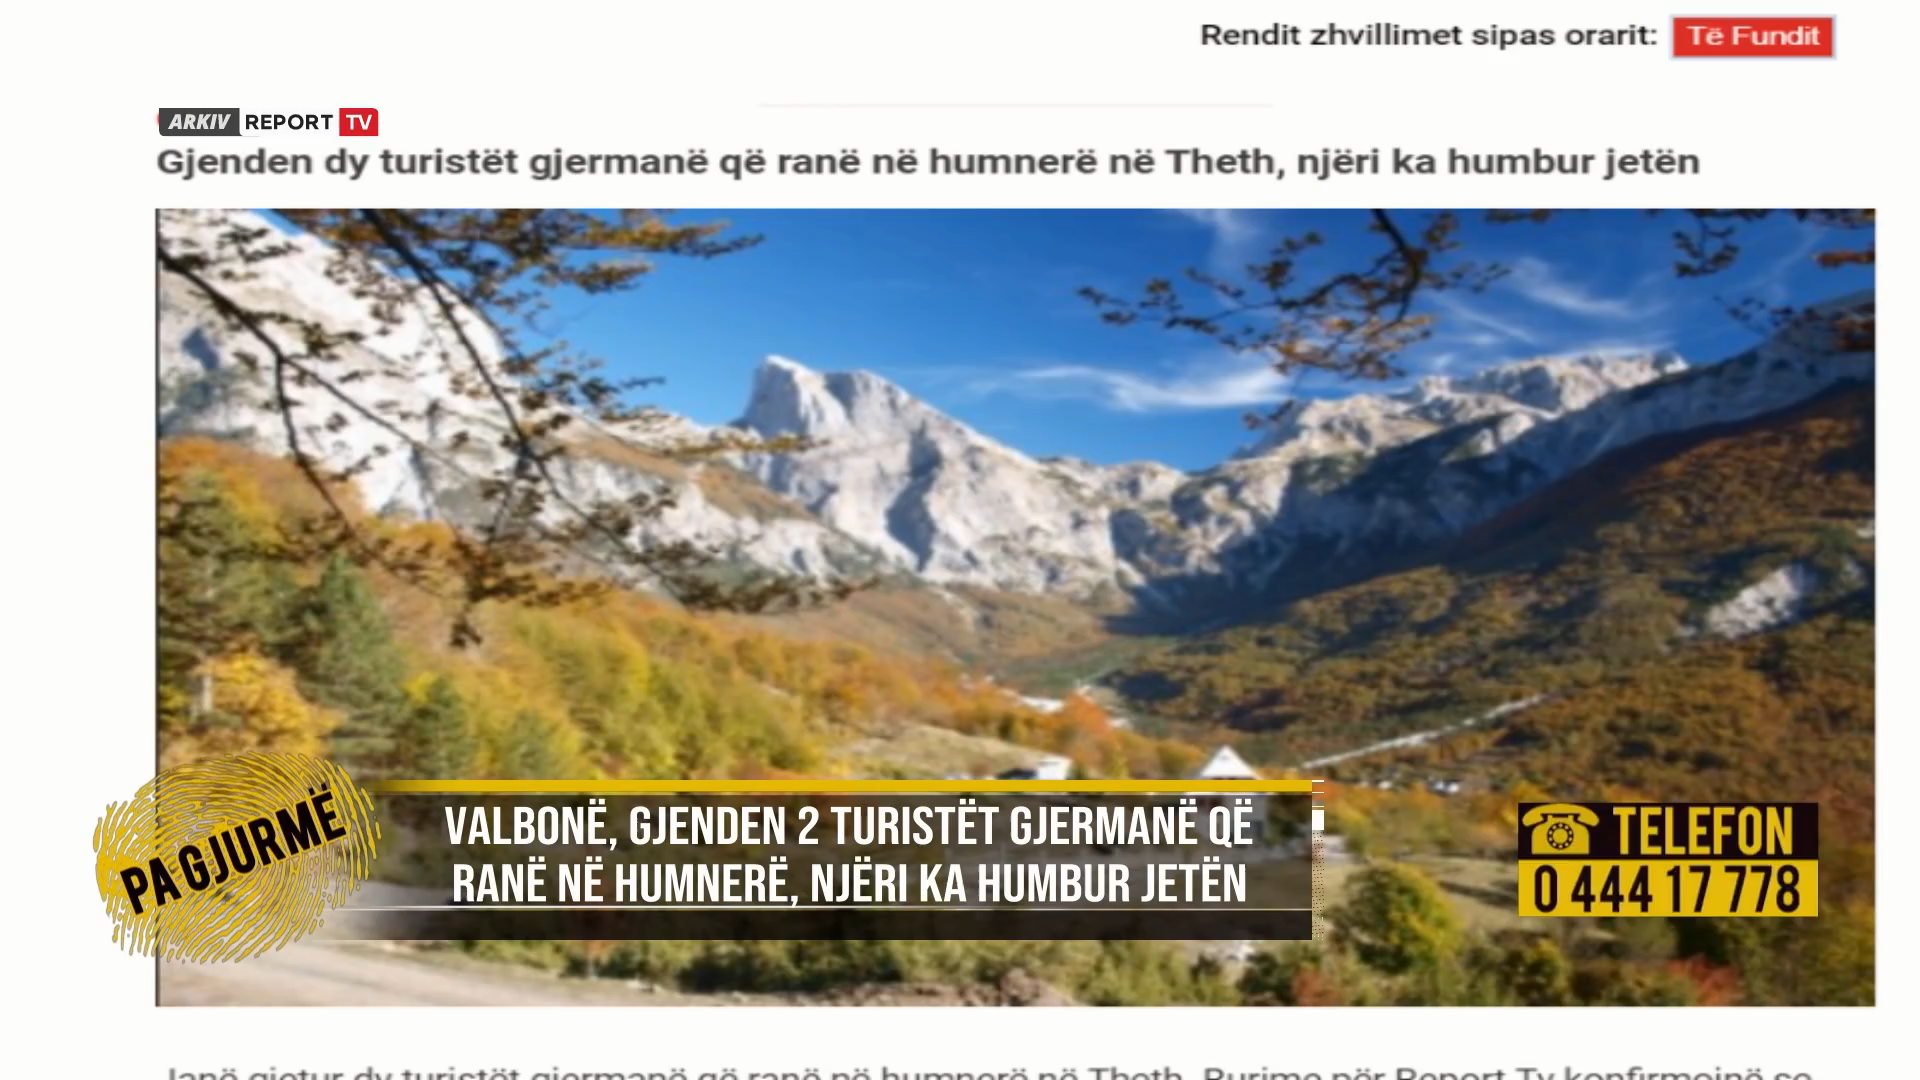 Rendit zhvillimet sipas orarit: Të Fundit
ARKIV REPORT TV
Gjenden dy turistët gjermanë që ranë në humnerë në Theth, njëri ka humbur jetën
PA GJURMË
VALBONË, GJENDEN 2 TURISTËT GJERMANË QË
RANË NË HUMNERË, NJËRI KA HUMBUR JETËN
TELEFON
0 444 17 778
Janë gjetur dy turistët gjermanë që ranë në humnerë në Theth. Burime për Report Tv konfirmojnë se